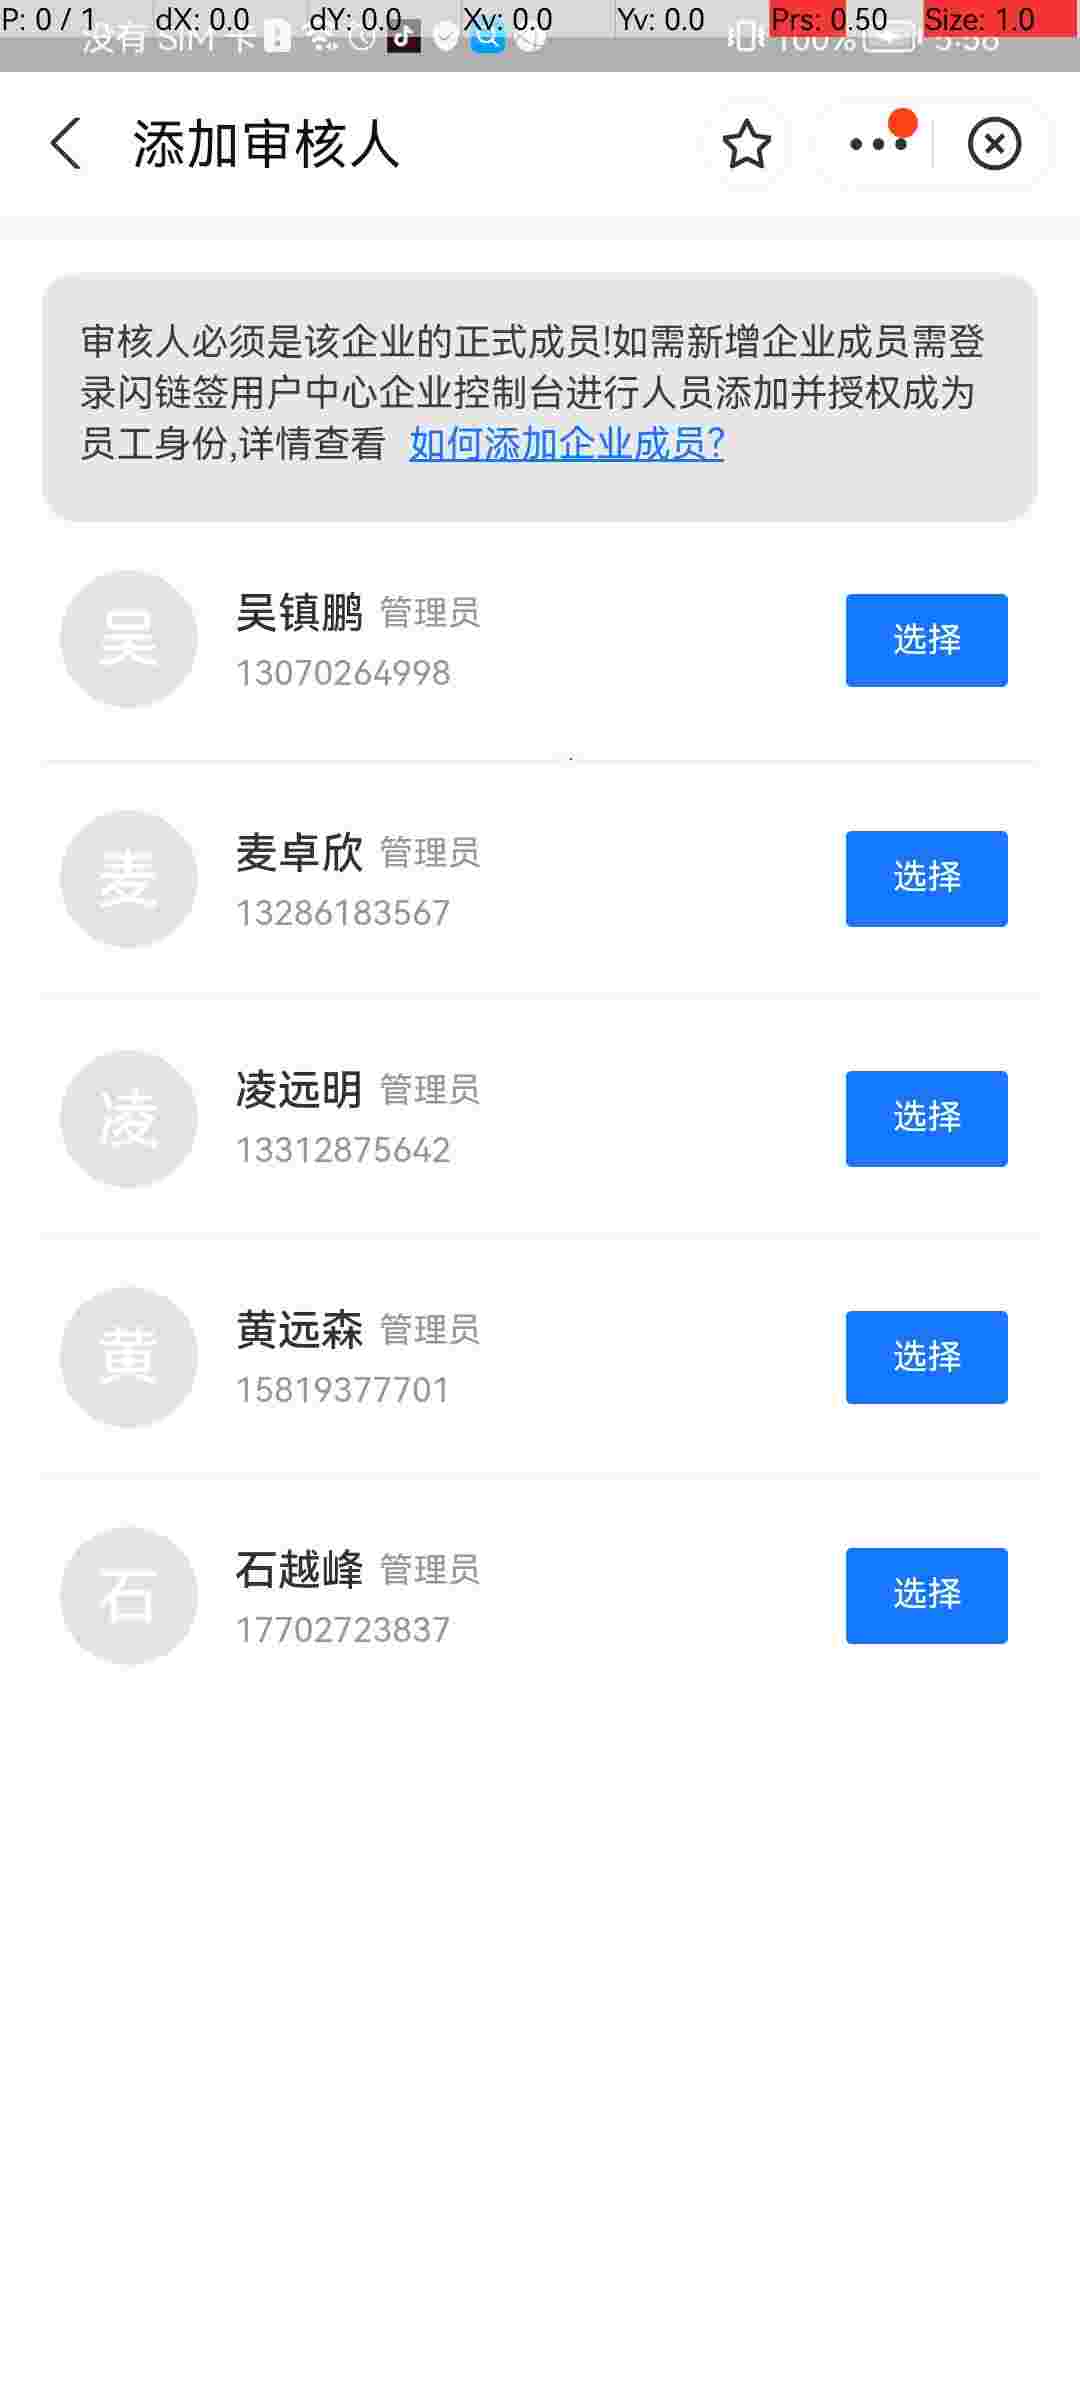 P: 0 / 1 dX: 0.0 dY: 0.0 Xv: 0.0 Yv: 0.0 Prs: 0.50 Size: 1.0
没有 SIM 卡 100% 5:38
添加审核人
审核人必须是该企业的正式成员!如需新增企业成员需登
录闪链签用户中心企业控制台进行人员添加并授权成为
员工身份,详情查看 如何添加企业成员?
吴 吴镇鹏 管理员 选择
13070264998
麦 麦卓欣 管理员 选择
13286183567
凌 凌远明 管理员 选择
13312875642
黄 黄远森 管理员 选择
15819377701
石 石越峰 管理员 选择
17702723837